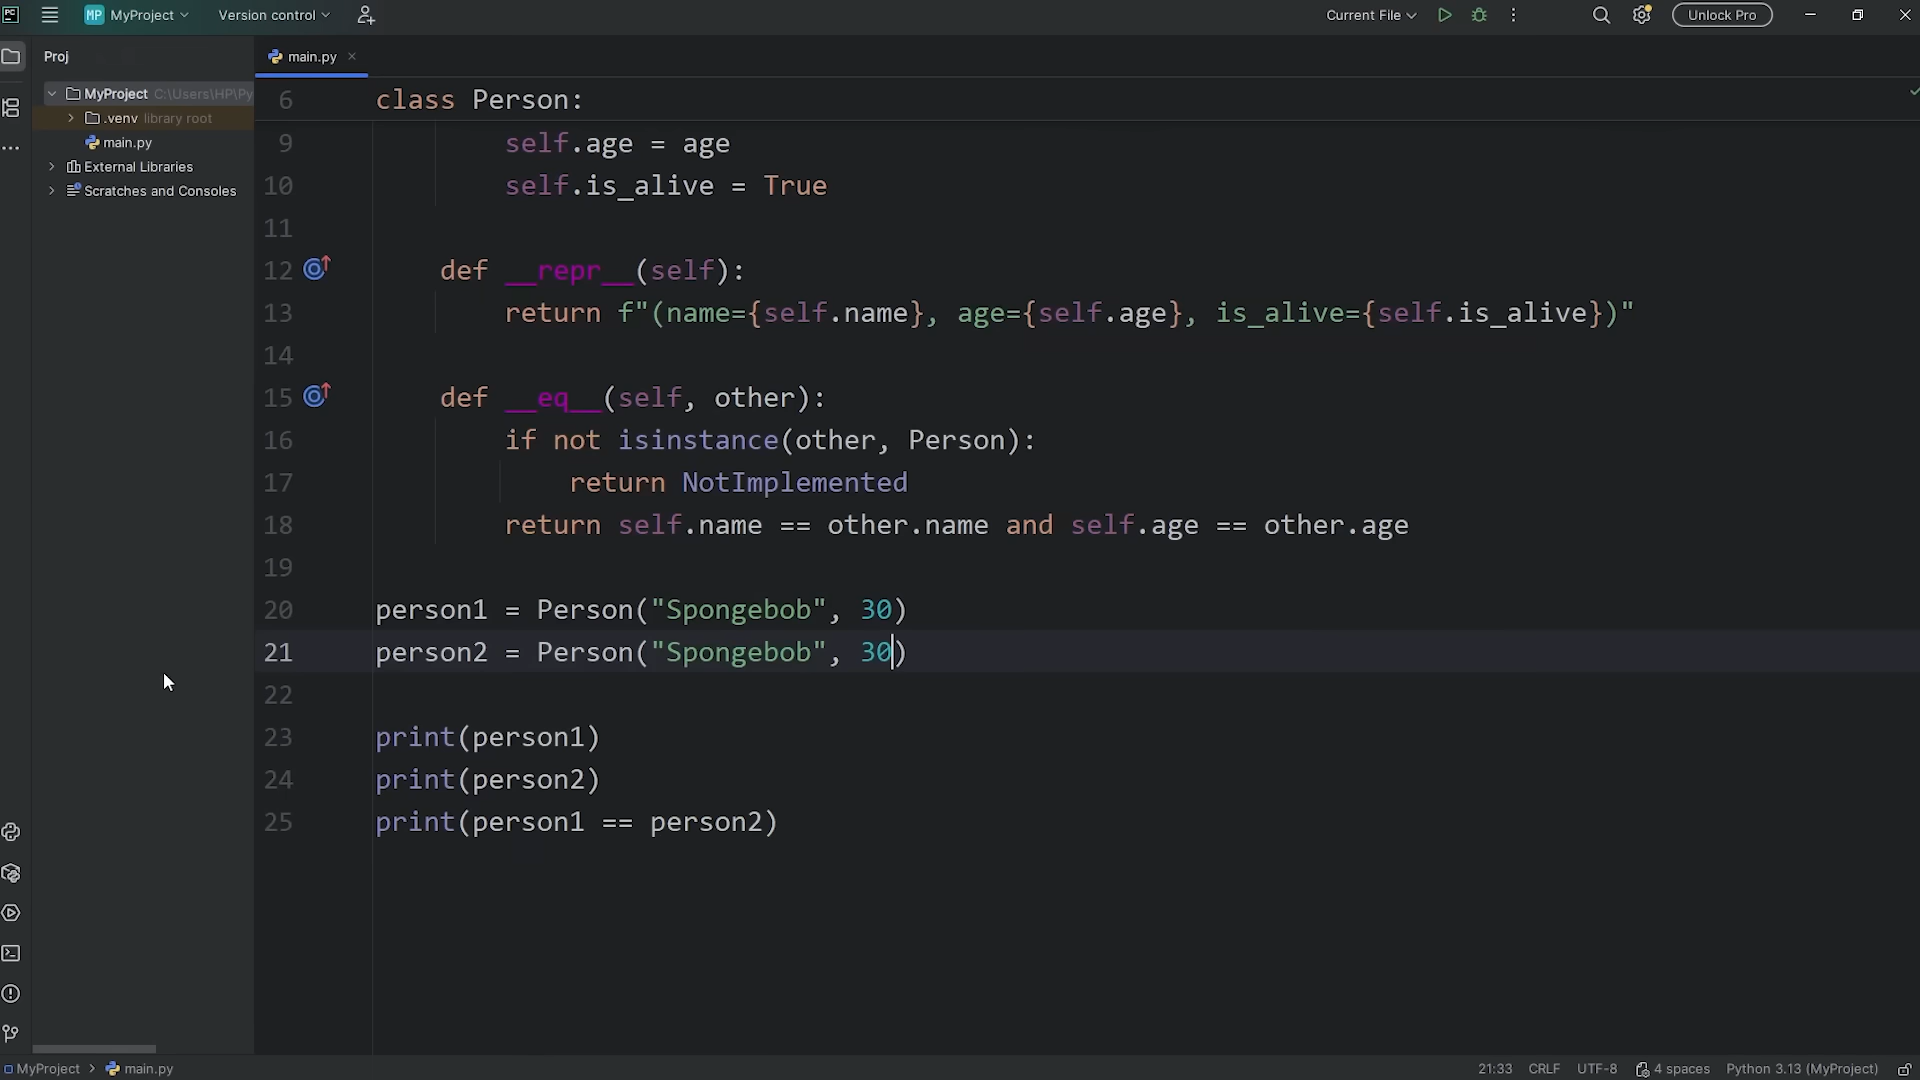 PC MP MyProject Version control Current File Unlock Pro
Proj main.py
MyProject C:\Users\HP\Py
.venv library root
main.py
External Libraries
Scratches and Consoles
6 class Person:
9 self.age = age
10 self.is_alive = True
11
12 def __repr__(self):
13 return f"(name={self.name}, age={self.age}, is_alive={self.is_alive})"
14
15 def __eq__(self, other):
16 if not isinstance(other, Person):
17 return NotImplemented
18 return self.name == other.name and self.age == other.age
19
20 person1 = Person("Spongebob", 30)
21 person2 = Person("Spongebob", 30)
22
23 print(person1)
24 print(person2)
25 print(person1 == person2)
MyProject > main.py 21:33 CRLF UTF-8 4 spaces Python 3.13 (MyProject)